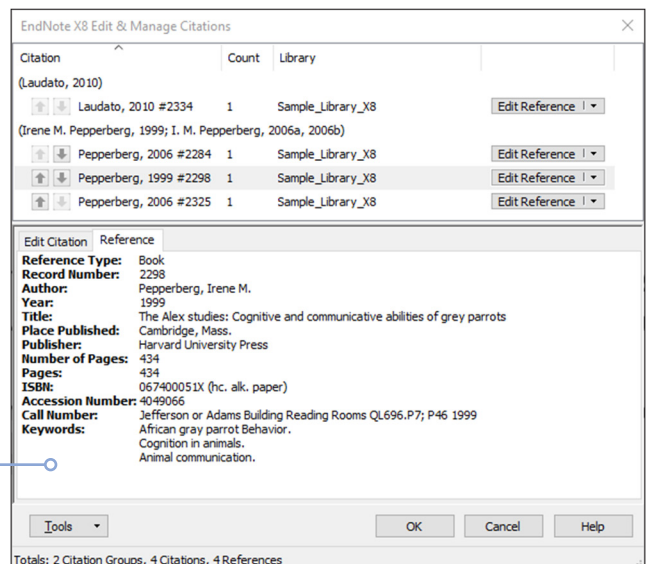 EndNote X8 Edit & Manage Citations
Citation Count Library
(Laudato, 2010)
Laudato, 2010 #2334 1 Sample_Library_X8 Edit Reference
(Irene M. Pepperberg, 1999; I. M. Pepperberg, 2006a, 2006b)
Pepperberg, 2006 #2284 1 Sample_Library_X8 Edit Reference
Pepperberg, 1999 #2298 1 Sample_Library_X8 Edit Reference
Pepperberg, 2006 #2325 1 Sample_Library_X8 Edit Reference
Edit Citation Reference
Reference Type: Book
Record Number: 2298
Author: Pepperberg, Irene M.
Year: 1999
Title: The Alex studies: Cognitive and communicative abilities of grey parrots
Place Published: Cambridge, Mass.
Publisher: Harvard University Press
Number of Pages: 434
Pages: 434
ISBN: 067400051X (hc. alk. paper)
Accession Number: 4049066
Call Number: Jefferson or Adams Building Reading Rooms QL696.P7; P46 1999
Keywords: African gray parrot Behavior.
Cognition in animals.
Animal communication.
Tools OK Cancel Help
Totals: 2 Citation Groups, 4 Citations, 4 References